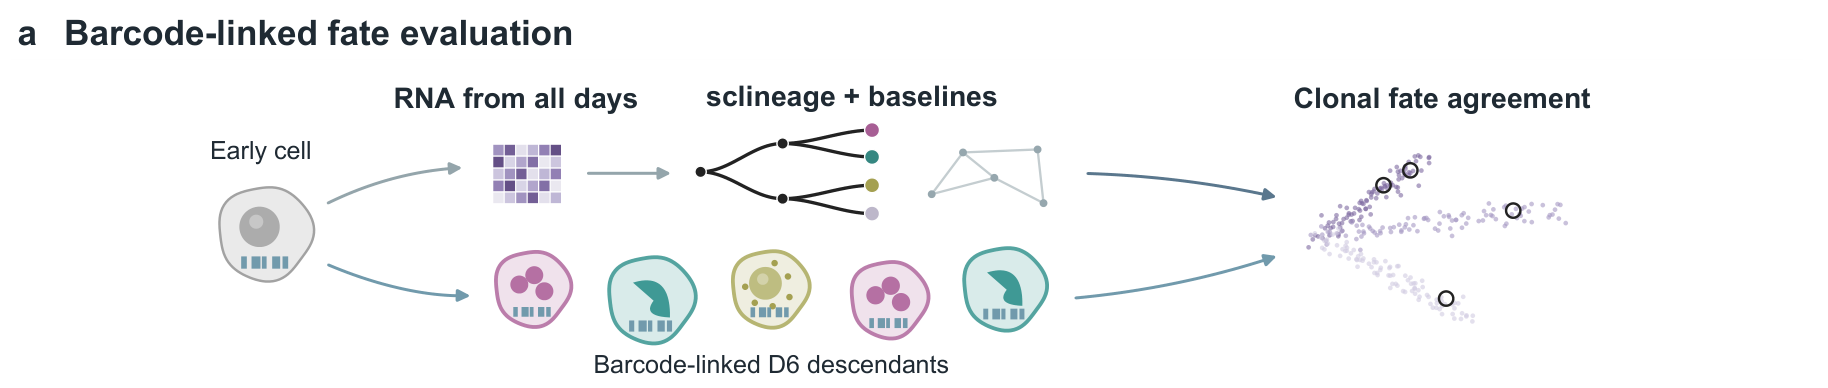 a Barcode-linked fate evaluation
RNA from all days
sclineage + baselines
Clonal fate agreement
Early cell
Barcode-linked D6 descendants